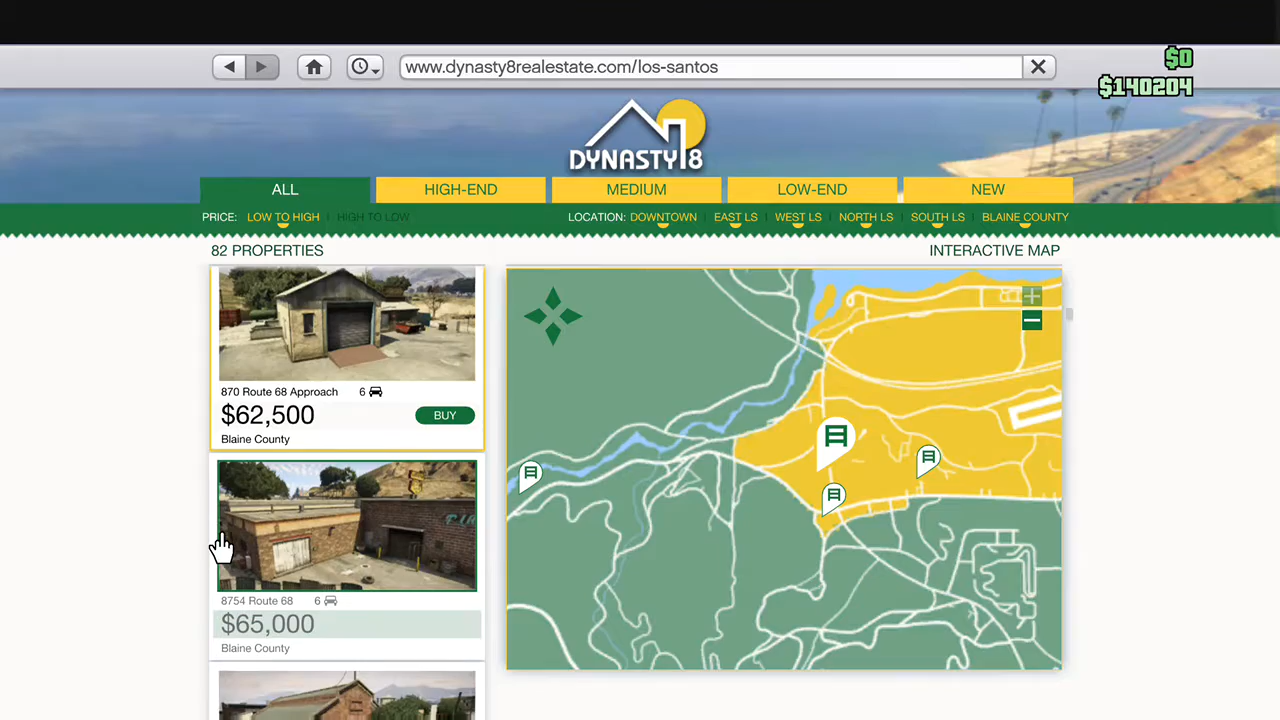 www.dynasty8realestate.com/los-santos
$0
$140204
DYNASTY8
ALL
HIGH-END
MEDIUM
LOW-END
NEW
PRICE: LOW TO HIGH | HIGH TO LOW
LOCATION: DOWNTOWN | EAST LS | WEST LS | NORTH LS | SOUTH LS | BLAINE COUNTY
82 PROPERTIES
INTERACTIVE MAP
870 Route 68 Approach 6
$62,500
BUY
Blaine County
8754 Route 68 6
$65,000
Blaine County